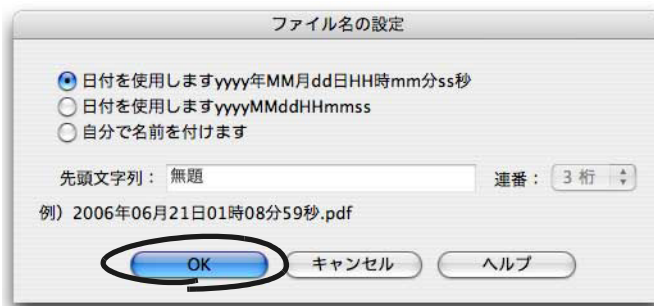 ファイル名の設定
日付を使用しますyyyy年MM月dd日HH時mm分ss秒
日付を使用しますyyyyMMddHHmmss
自分で名前を付けます
先頭文字列： 無題 連番： 3 桁
例）2006年06月21日01時08分59秒.pdf
OK キャンセル ヘルプ